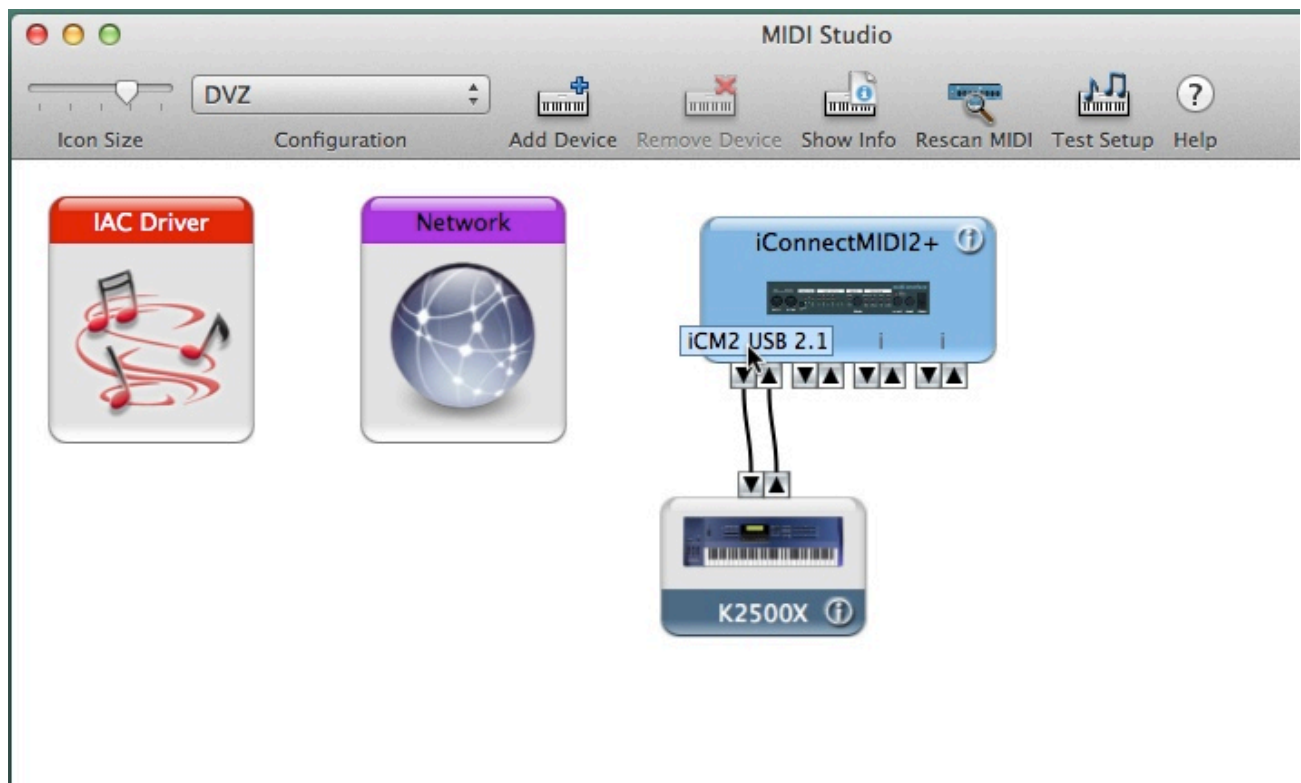 MIDI Studio
DVZ
Icon Size
Configuration
Add Device
Remove Device
Show Info
Rescan MIDI
Test Setup
?
Help
IAC Driver
Network
iConnectMIDI2+
iCM2 USB 2.1
i
i
K2500X